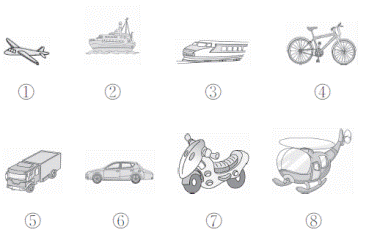 ① ② ③ ④
⑤ ⑥ ⑦ ⑧